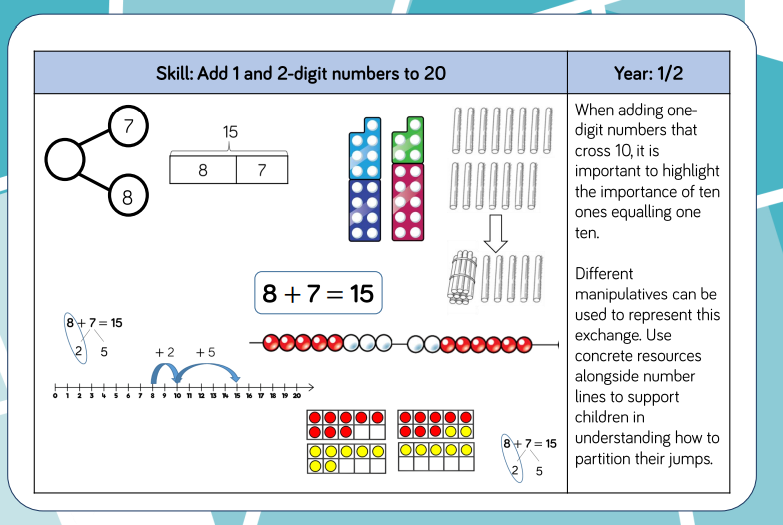 Skill: Add 1 and 2-digit numbers to 20
Year: 1/2
7
8
15
8 7
8 + 7 = 15
8 + 7 = 15
2 5
+ 2 + 5
0 1 2 3 4 5 6 7 8 9 10 11 12 13 14 15 16 17 18 19 20
8 + 7 = 15
2 5
When adding one-
digit numbers that
cross 10, it is
important to highlight
the importance of ten
ones equalling one
ten.
Different
manipulatives can be
used to represent this
exchange. Use
concrete resources
alongside number
lines to support
children in
understanding how to
partition their jumps.